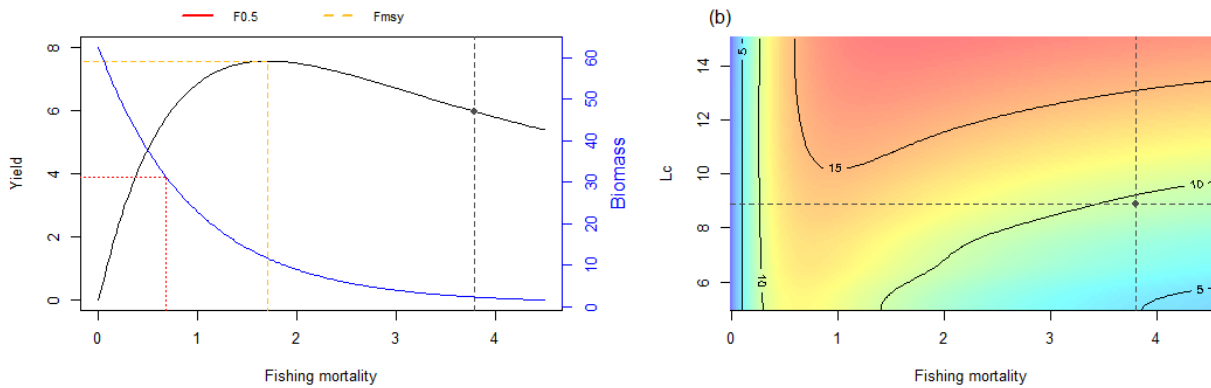 F0.5 Fmsy
(b)
Yield
0 2 4 6 8
Biomass
0 10 20 30 40 50 60
0 1 2 3 4
Fishing mortality
Lc
6 8 10 12 14
5
10
15
10
5
0 1 2 3 4
Fishing mortality